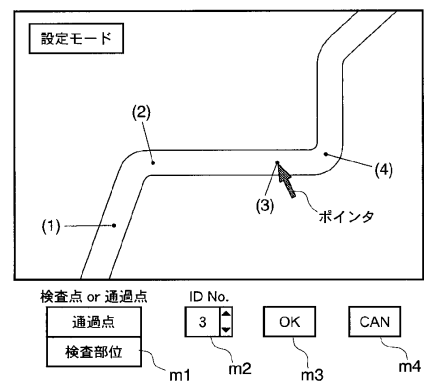 設定モード
(2)
(4)
(3)
(1)
ポインタ
検査点 or 通過点
ID No.
通過点
3
OK
CAN
検査部位
m1
m2
m3
m4